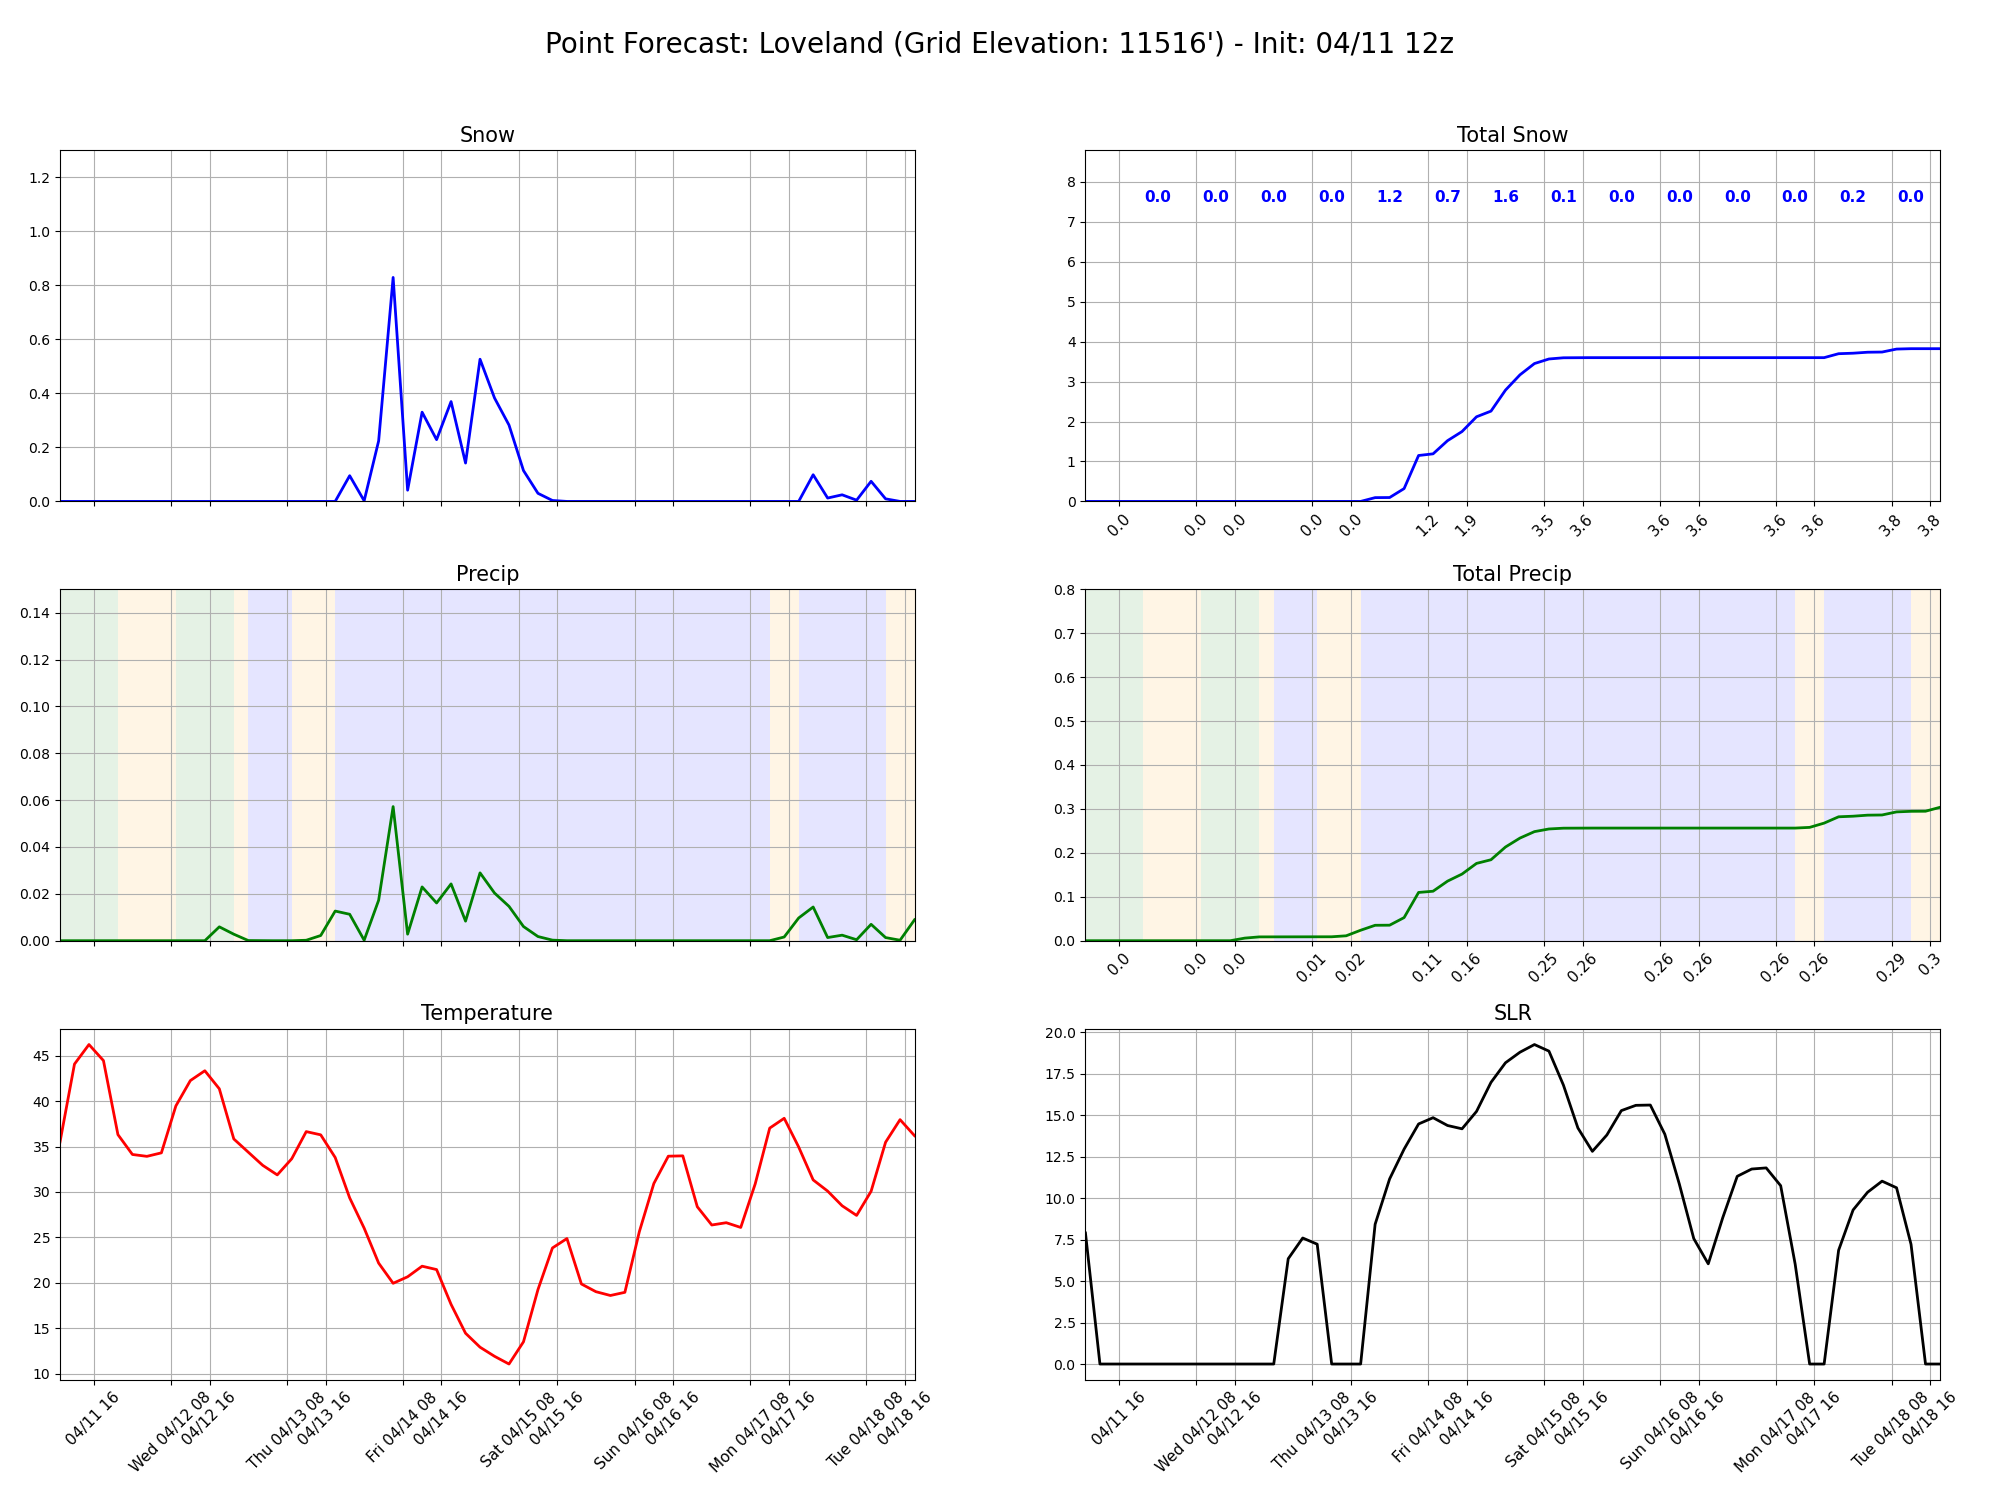 Point Forecast: Loveland (Grid Elevation: 11516') - Init: 04/11 12z
Snow
1.2
1.0
0.8
0.6
0.4
0.2
0.0
Total Snow
8
7
6
5
4
3
2
1
0
0.0 0.0 0.0 0.0 1.2 0.7 1.6 0.1 0.0 0.0 0.0 0.0 0.2 0.0
0.0 0.0 0.0 0.0 0.0 1.2 1.9 3.5 3.6 3.6 3.6 3.6 3.6 3.8 3.8
Precip
0.14
0.12
0.10
0.08
0.06
0.04
0.02
0.00
Total Precip
0.8
0.7
0.6
0.5
0.4
0.3
0.2
0.1
0.0
0.0 0.0 0.0 0.01 0.02 0.11 0.16 0.25 0.26 0.26 0.26 0.26 0.26 0.29 0.3
Temperature
45
40
35
30
25
20
15
10
04/11 16
Wed 04/12 08
04/12 16
Thu 04/13 08
04/13 16
Fri 04/14 08
04/14 16
Sat 04/15 08
04/15 16
Sun 04/16 08
04/16 16
Mon 04/17 08
04/17 16
Tue 04/18 08
04/18 16
SLR
20.0
17.5
15.0
12.5
10.0
7.5
5.0
2.5
0.0
04/11 16
Wed 04/12 08
04/12 16
Thu 04/13 08
04/13 16
Fri 04/14 08
04/14 16
Sat 04/15 08
04/15 16
Sun 04/16 08
04/16 16
Mon 04/17 08
04/17 16
Tue 04/18 08
04/18 16